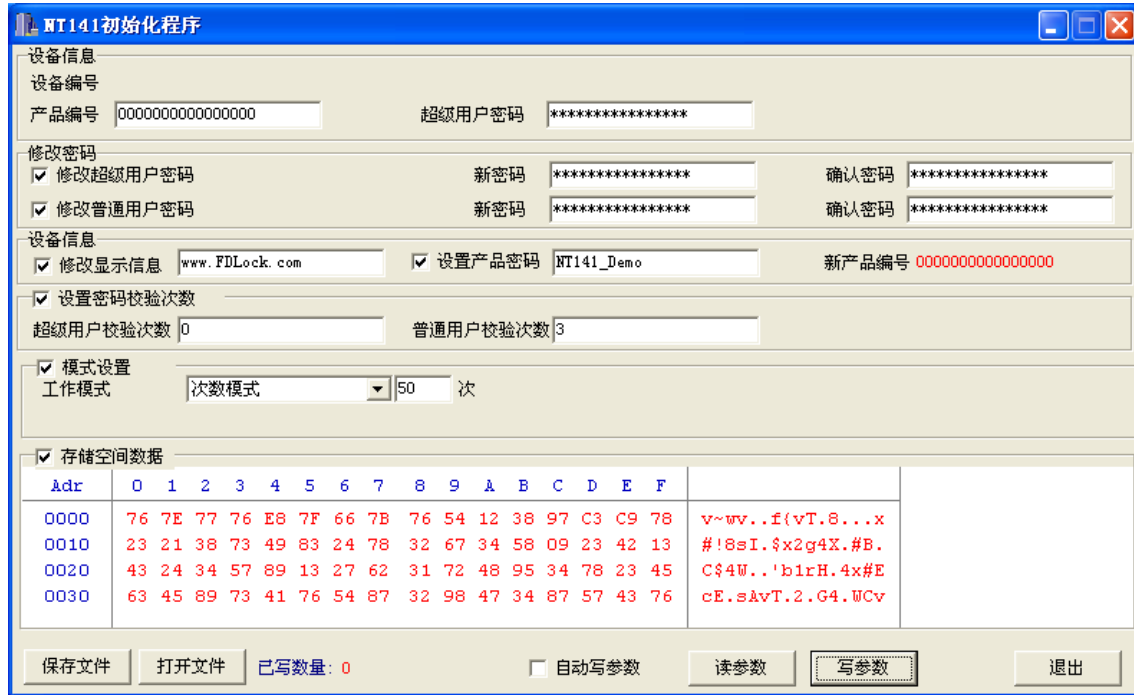 NT141初始化程序
设备信息
设备编号
产品编号 0000000000000000 超级用户密码 ****************
修改密码
修改超级用户密码 新密码 **************** 确认密码 ****************
修改普通用户密码 新密码 **************** 确认密码 ****************
设备信息
修改显示信息 www.FDLock.com 设置产品密码 NT141_Demo 新产品编号 0000000000000000
设置密码校验次数
超级用户校验次数 0 普通用户校验次数 3
模式设置
工作模式 次数模式 50 次
存储空间数据
Adr 0 1 2 3 4 5 6 7 8 9 A B C D E F
0000 76 7E 77 76 E8 7F 66 7B 76 54 12 38 97 C3 C9 78 v~wv..f{vT.8...x
0010 23 21 38 73 49 83 24 78 32 67 34 58 09 23 42 13 #!8sI.$x2g4X.#B.
0020 43 24 34 57 89 13 27 62 31 72 48 95 34 78 23 45 C$4W..'b1rH.4x#E
0030 63 45 89 73 41 76 54 87 32 98 47 34 87 57 43 76 cE.sAvT.2.G4.WCv
保存文件 打开文件 已写数量: 0 自动写参数 读参数 写参数 退出